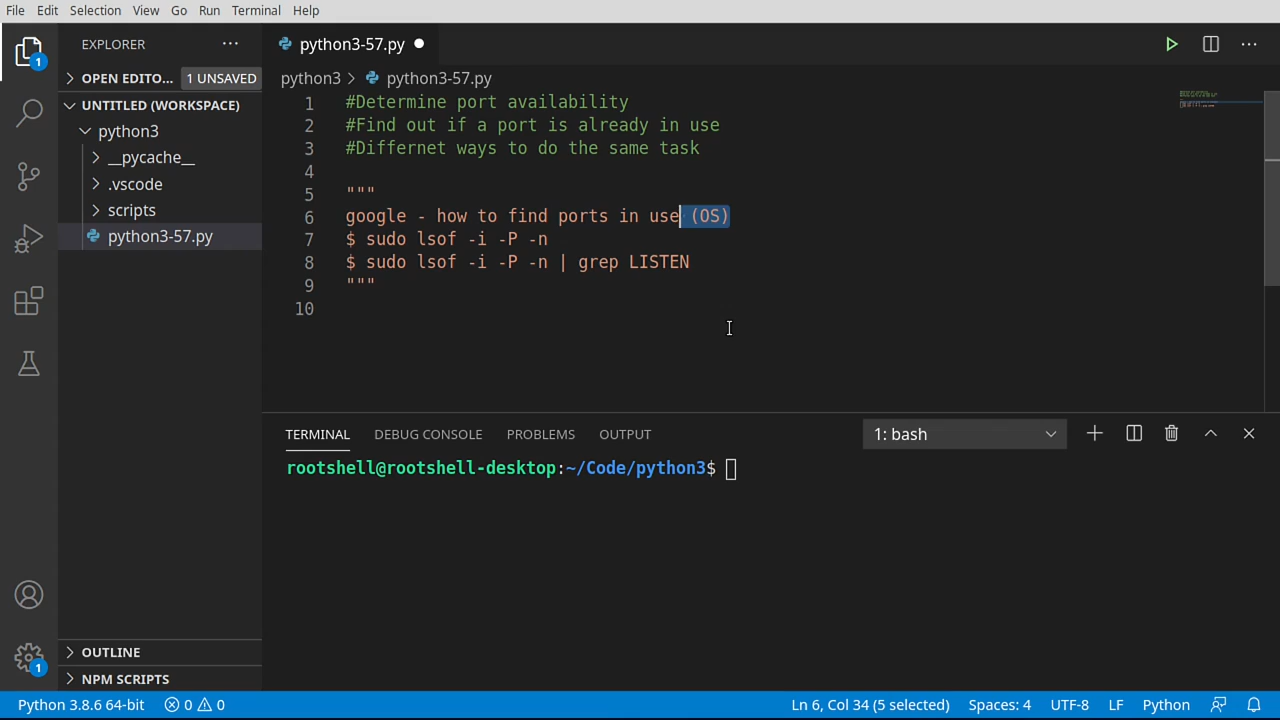 File Edit Selection View Go Run Terminal Help
EXPLORER
OPEN EDITO... 1 UNSAVED
UNTITLED (WORKSPACE)
python3
__pycache__
.vscode
scripts
python3-57.py
OUTLINE
NPM SCRIPTS
1
1
python3-57.py
python3 > python3-57.py
1 #Determine port availability
2 #Find out if a port is already in use
3 #Differnet ways to do the same task
4
5 """
6 google - how to find ports in use (OS)
7 $ sudo lsof -i -P -n
8 $ sudo lsof -i -P -n | grep LISTEN
9 """
10
TERMINAL DEBUG CONSOLE PROBLEMS OUTPUT 1: bash
rootshell@rootshell-desktop:~/Code/python3$
Python 3.8.6 64-bit 0 0 Ln 6, Col 34 (5 selected) Spaces: 4 UTF-8 LF Python